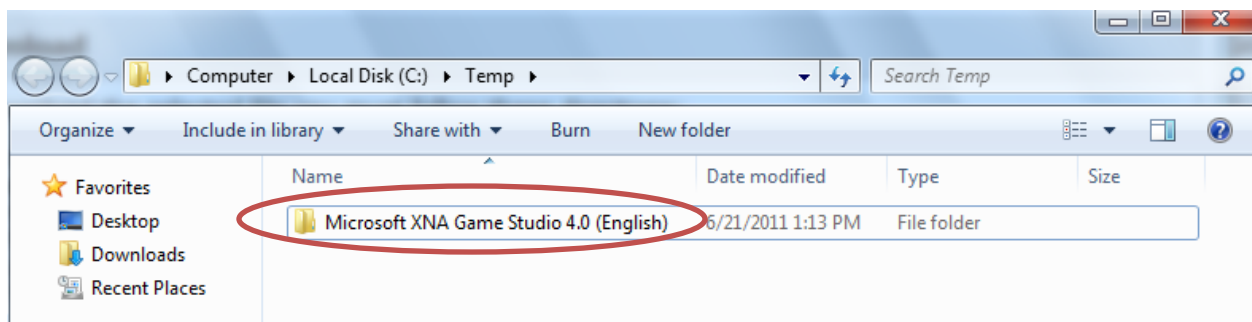 Computer Local Disk (C:) Temp Search Temp
Organize Include in library Share with Burn New folder
Name Date modified Type Size
Favorites
Microsoft XNA Game Studio 4.0 (English) 6/21/2011 1:13 PM File folder
Desktop
Downloads
Recent Places